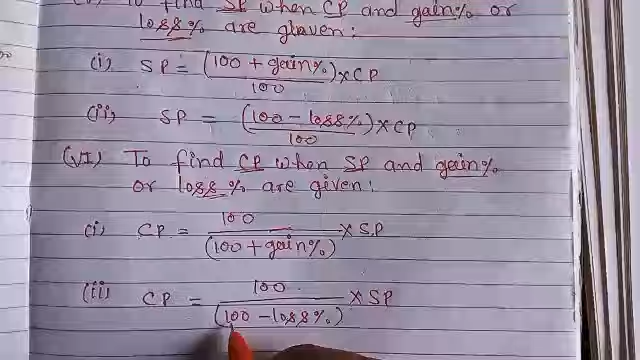 To find SP when CP and gain% or
loss% are gIaven:
(i) SP = (100 + gain%)/100 × CP
(ii) SP = (100 - loss%)/100 × CP
(VI) To find CP when SP and gain%
or loss% are given:
(i) CP = 100/(100 + gain%) × S.P
(ii) CP = 100/(100 - loss%) × SP